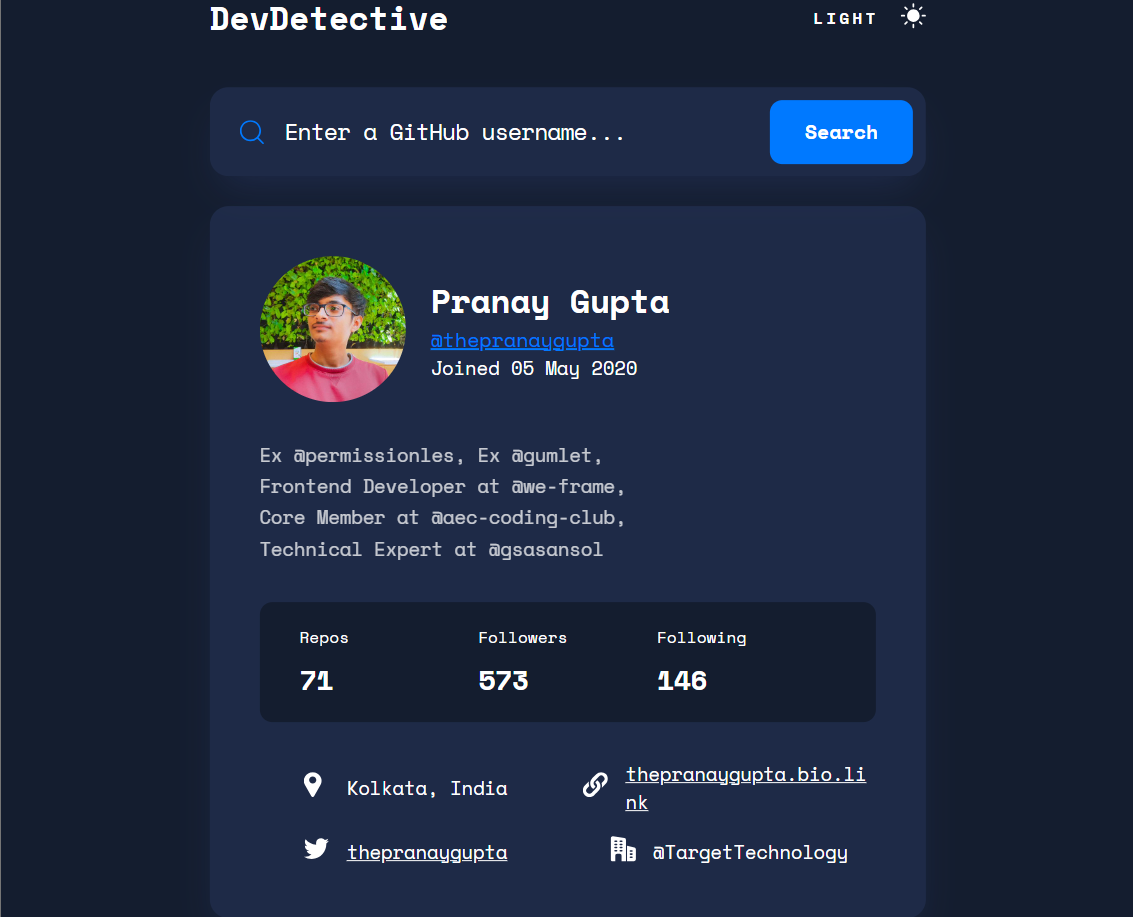 DevDetective
LIGHT
Enter a GitHub username...
Search
Pranay Gupta
@thepranaygupta
Joined 05 May 2020
Ex @permissionles, Ex @gumlet,
Frontend Developer at @we-frame,
Core Member at @aec-coding-club,
Technical Expert at @gsasansol
Repos Followers Following
71 573 146
Kolkata, India
thepranaygupta.bio.li
nk
thepranaygupta
@TargetTechnology